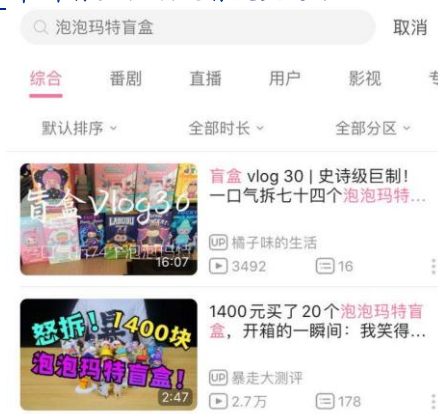 泡泡玛特盲盒
取消
综合 番剧 直播 用户 影视
默认排序 全部时长 全部分区
盲盒Vlog30
LABUBU
16:07
盲盒 vlog 30 | 史诗级巨制!
一口气拆七十四个泡泡玛特...
UP 橘子味的生活
3492 16
怒拆!1400块
泡泡玛特盲盒!
2:47
1400元买了20个泡泡玛特盲
盒,开箱的一瞬间:我笑得...
UP 暴走大测评
2.7万 178